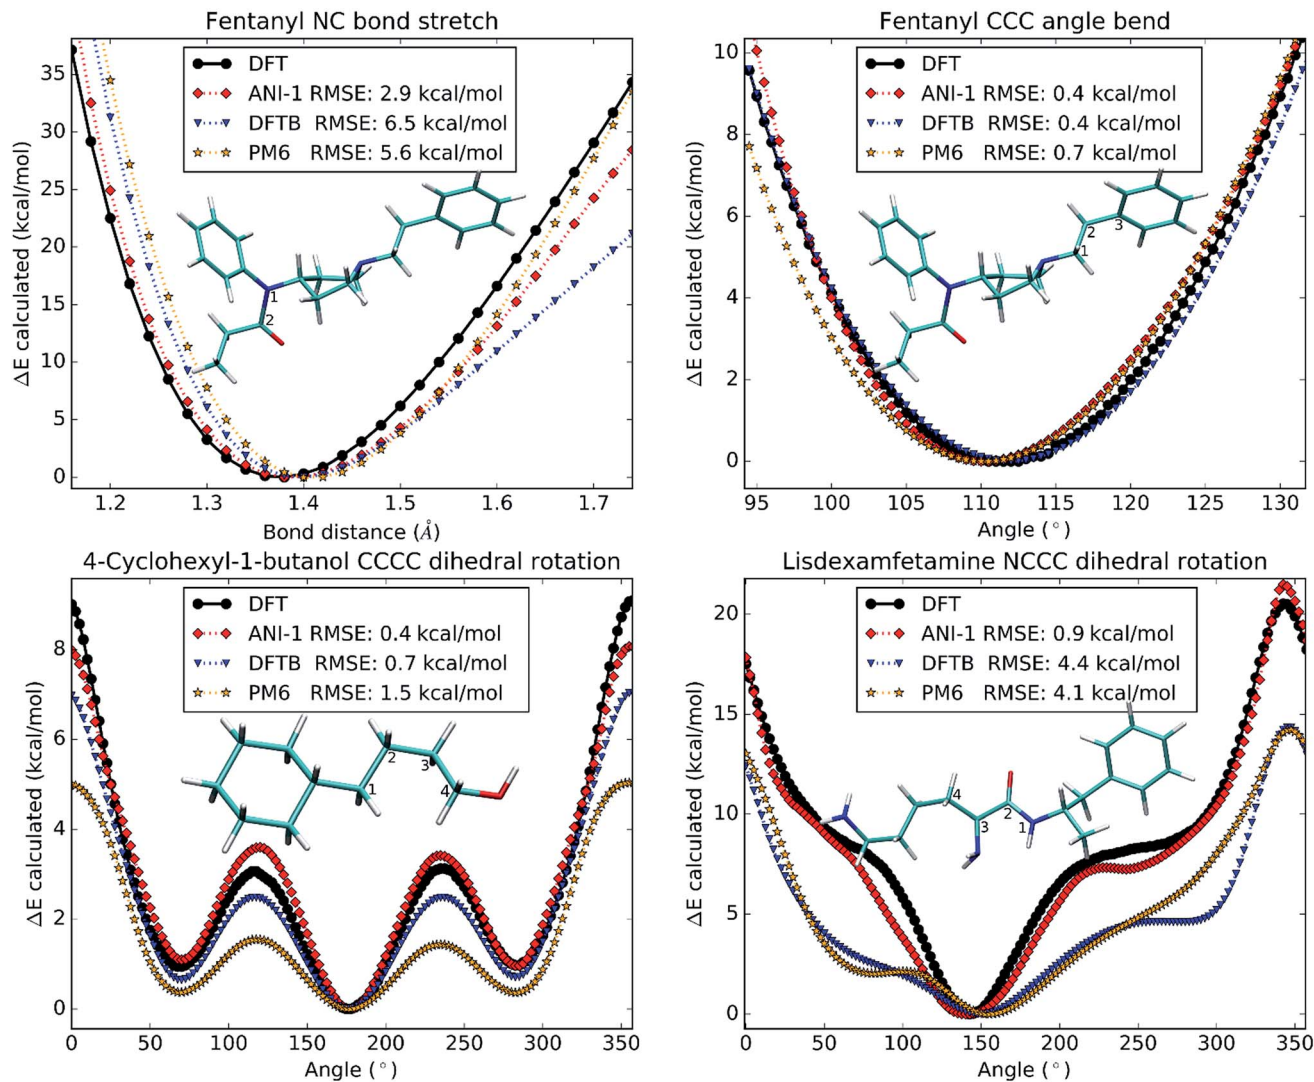 Fentanyl NC bond stretch
DFT
ANI-1 RMSE: 2.9 kcal/mol
DFTB RMSE: 6.5 kcal/mol
PM6 RMSE: 5.6 kcal/mol
ΔE calculated (kcal/mol)
35
30
25
20
15
10
5
0
1
2
1.2 1.3 1.4 1.5 1.6 1.7
Bond distance (Å)
Fentanyl CCC angle bend
DFT
ANI-1 RMSE: 0.4 kcal/mol
DFTB RMSE: 0.4 kcal/mol
PM6 RMSE: 0.7 kcal/mol
ΔE calculated (kcal/mol)
10
8
6
4
2
0
2 3
1
95 100 105 110 115 120 125 130
Angle (°)
4-Cyclohexyl-1-butanol CCCC dihedral rotation
DFT
ANI-1 RMSE: 0.4 kcal/mol
DFTB RMSE: 0.7 kcal/mol
PM6 RMSE: 1.5 kcal/mol
ΔE calculated (kcal/mol)
8
6
4
2
0
2
3
1 4
0 50 100 150 200 250 300 350
Angle (°)
Lisdexamfetamine NCCC dihedral rotation
DFT
ANI-1 RMSE: 0.9 kcal/mol
DFTB RMSE: 4.4 kcal/mol
PM6 RMSE: 4.1 kcal/mol
ΔE calculated (kcal/mol)
20
15
10
5
0
4
2
3 1
0 50 100 150 200 250 300 350
Angle (°)